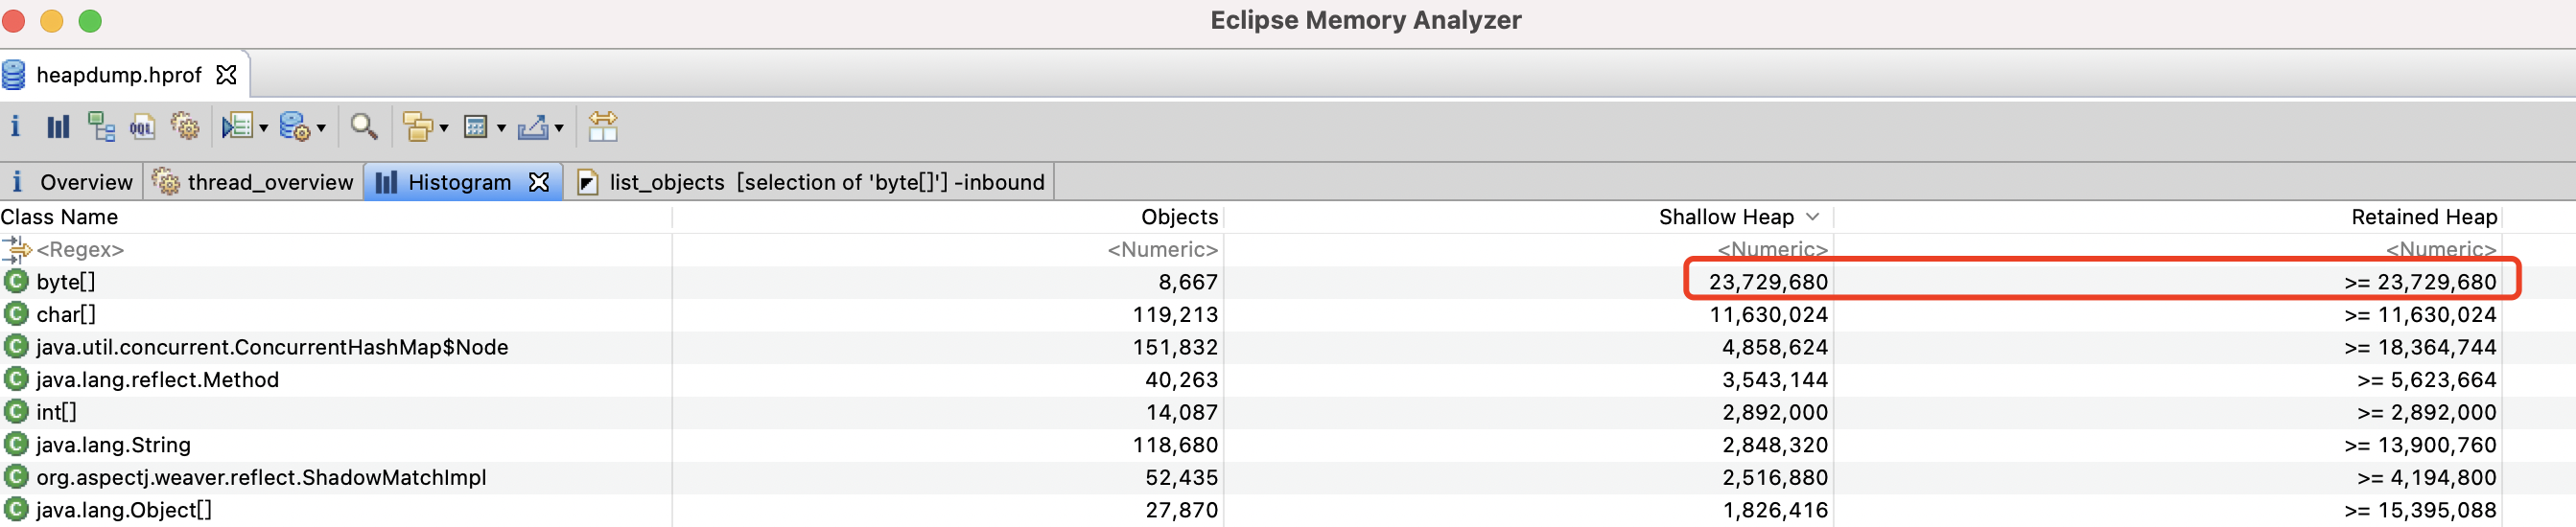 Eclipse Memory Analyzer
heapdump.hprof
i OQL
i Overview thread_overview Histogram list_objects [selection of 'byte[]'] -inbound
Class Name Objects Shallow Heap Retained Heap
<Regex> <Numeric> <Numeric> <Numeric>
C byte[] 8,667 23,729,680 >= 23,729,680
C char[] 119,213 11,630,024 >= 11,630,024
C java.util.concurrent.ConcurrentHashMap$Node 151,832 4,858,624 >= 18,364,744
C java.lang.reflect.Method 40,263 3,543,144 >= 5,623,664
C int[] 14,087 2,892,000 >= 2,892,000
C java.lang.String 118,680 2,848,320 >= 13,900,760
C org.aspectj.weaver.reflect.ShadowMatchImpl 52,435 2,516,880 >= 4,194,800
C java.lang.Object[] 27,870 1,826,416 >= 15,395,088